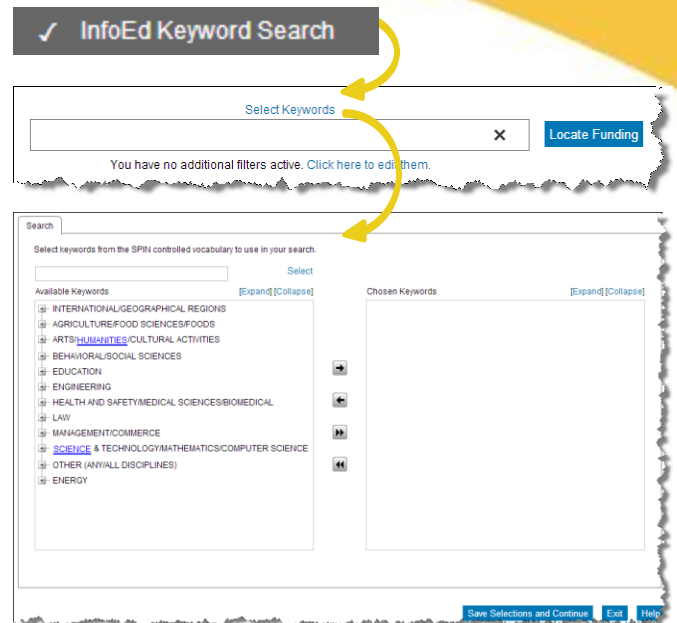 ✓ InfoEd Keyword Search
Select Keywords
× Locate Funding
You have no additional filters active. Click here to edit them.
Search
Select keywords from the SPIN controlled vocabulary to use in your search.
Select
Available Keywords [Expand] [Collapse] Chosen Keywords [Expand] [Collapse]
INTERNATIONAL/GEOGRAPHICAL REGIONS
AGRICULTURE/FOOD SCIENCES/FOODS
ARTS/HUMANITIES/CULTURAL ACTIVITIES
BEHAVIORAL/SOCIAL SCIENCES
EDUCATION
ENGINEERING
HEALTH AND SAFETY/MEDICAL SCIENCES/BIOMEDICAL
LAW
MANAGEMENT/COMMERCE
SCIENCE & TECHNOLOGY/MATHEMATICS/COMPUTER SCIENCE
OTHER (ANY/ALL DISCIPLINES)
ENERGY
Save Selections and Continue Exit Help